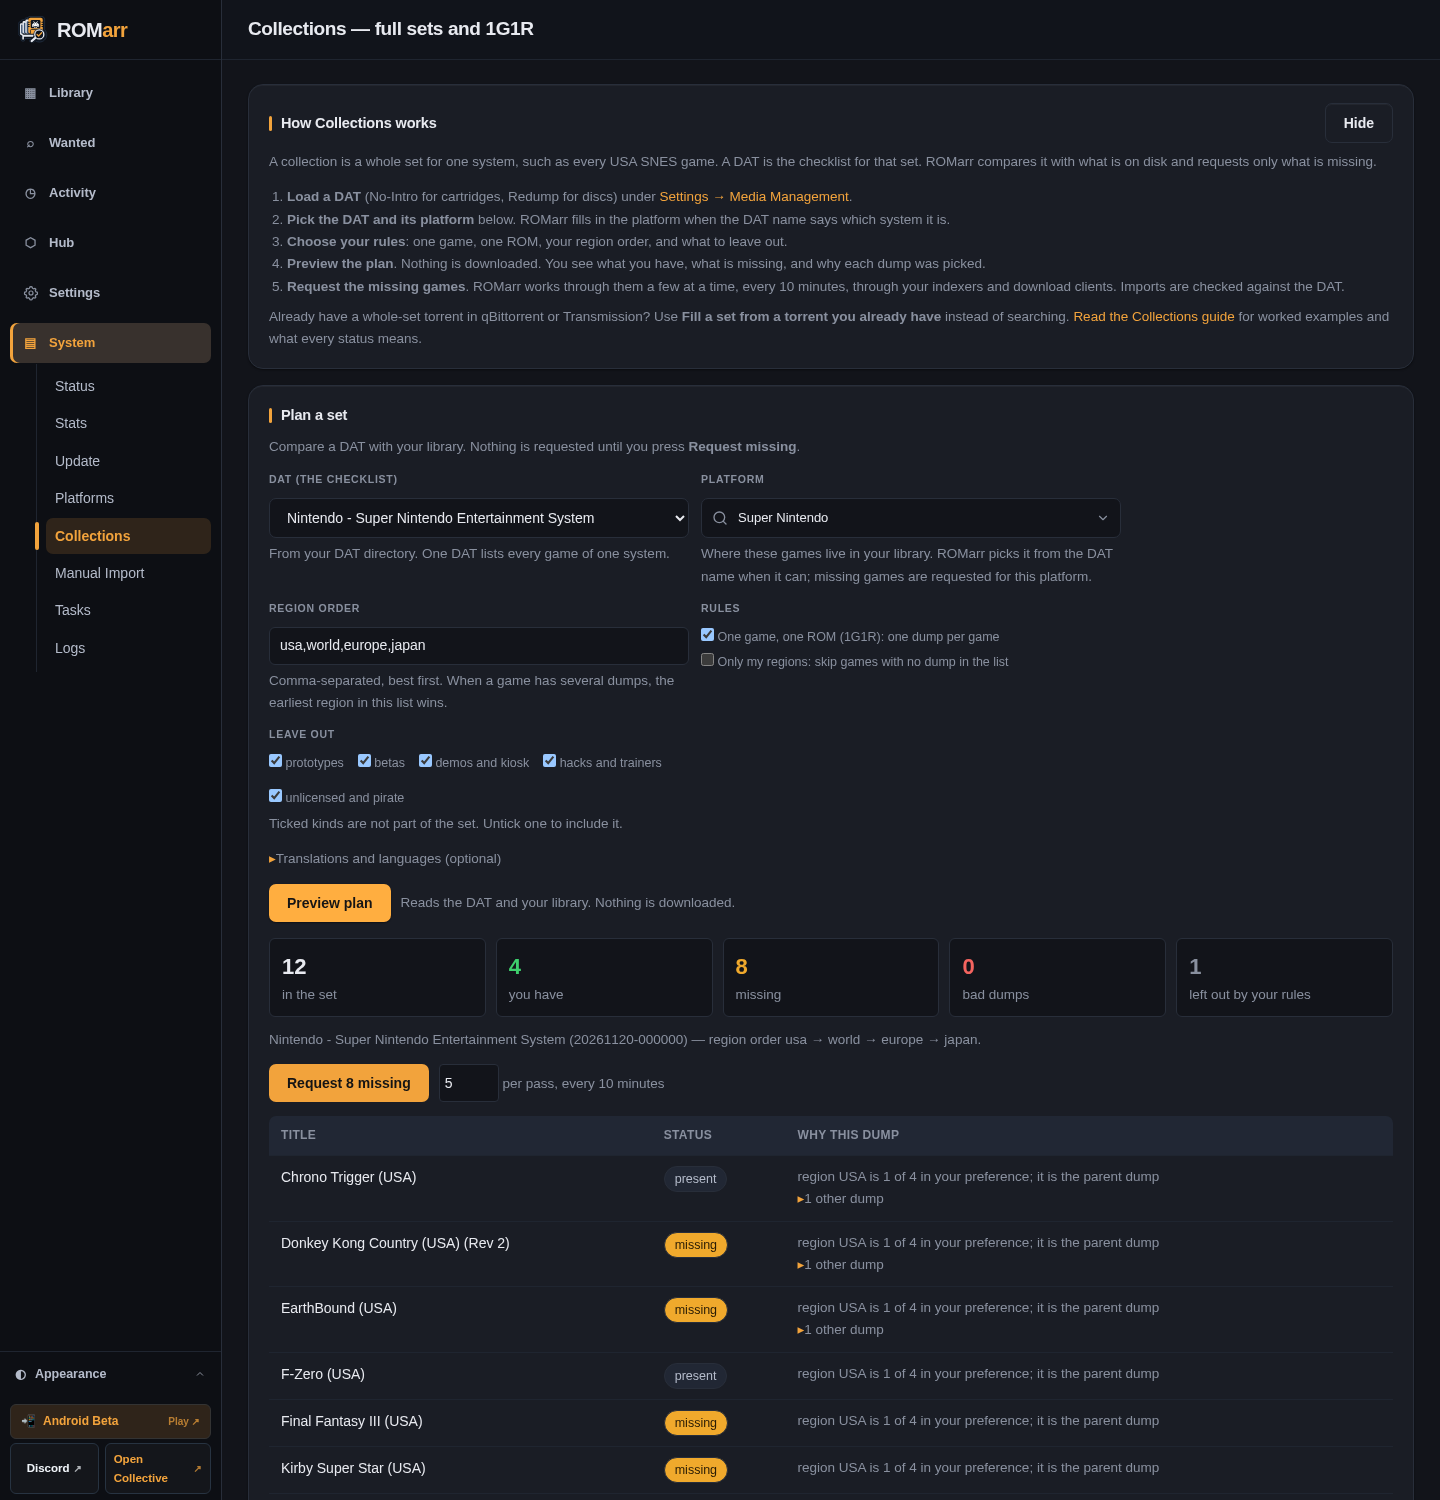 ROMarr
Collections — full sets and 1G1R
Library
Wanted
Activity
Hub
Settings
System
Status
Stats
Update
Platforms
Collections
Manual Import
Tasks
Logs
Appearance
Android Beta Play ↗
Discord ↗
Open Collective ↗
How Collections works
Hide
A collection is a whole set for one system, such as every USA SNES game. A DAT is the checklist for that set. ROMarr compares it with what is on disk and requests only what is missing.
1. Load a DAT (No-Intro for cartridges, Redump for discs) under Settings → Media Management.
2. Pick the DAT and its platform below. ROMarr fills in the platform when the DAT name says which system it is.
3. Choose your rules: one game, one ROM, your region order, and what to leave out.
4. Preview the plan. Nothing is downloaded. You see what you have, what is missing, and why each dump was picked.
5. Request the missing games. ROMarr works through them a few at a time, every 10 minutes, through your indexers and download clients. Imports are checked against the DAT.
Already have a whole-set torrent in qBittorrent or Transmission? Use Fill a set from a torrent you already have instead of searching. Read the Collections guide for worked examples and
what every status means.
Plan a set
Compare a DAT with your library. Nothing is requested until you press Request missing.
DAT (THE CHECKLIST)
Nintendo - Super Nintendo Entertainment System
From your DAT directory. One DAT lists every game of one system.
PLATFORM
Super Nintendo
Where these games live in your library. ROMarr picks it from the DAT
name when it can; missing games are requested for this platform.
REGION ORDER
usa,world,europe,japan
Comma-separated, best first. When a game has several dumps, the
earliest region in this list wins.
RULES
One game, one ROM (1G1R): one dump per game
Only my regions: skip games with no dump in the list
LEAVE OUT
prototypes betas demos and kiosk hacks and trainers
unlicensed and pirate
Ticked kinds are not part of the set. Untick one to include it.
▸Translations and languages (optional)
Preview plan Reads the DAT and your library. Nothing is downloaded.
12
in the set
4
you have
8
missing
0
bad dumps
1
left out by your rules
Nintendo - Super Nintendo Entertainment System (20261120-000000) — region order usa → world → europe → japan.
Request 8 missing 5 per pass, every 10 minutes
TITLE STATUS WHY THIS DUMP
Chrono Trigger (USA) present region USA is 1 of 4 in your preference; it is the parent dump
▸1 other dump
Donkey Kong Country (USA) (Rev 2) missing region USA is 1 of 4 in your preference; it is the parent dump
▸1 other dump
EarthBound (USA) missing region USA is 1 of 4 in your preference; it is the parent dump
▸1 other dump
F-Zero (USA) present region USA is 1 of 4 in your preference; it is the parent dump
Final Fantasy III (USA) missing region USA is 1 of 4 in your preference; it is the parent dump
Kirby Super Star (USA) missing region USA is 1 of 4 in your preference; it is the parent dump